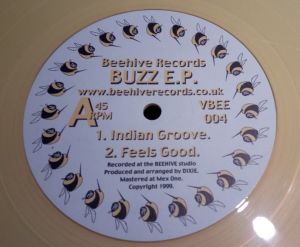 Beehive Records
BUZZ E.P.
www.beehiverecords.co.uk
A 45 RPM
VBEE 004
1. Indian Groove.
2. Feels Good.
Recorded at the BEEHIVE studio
Produced and arranged by DIXIE.
Mastered at Mex One.
Copyright 1999.